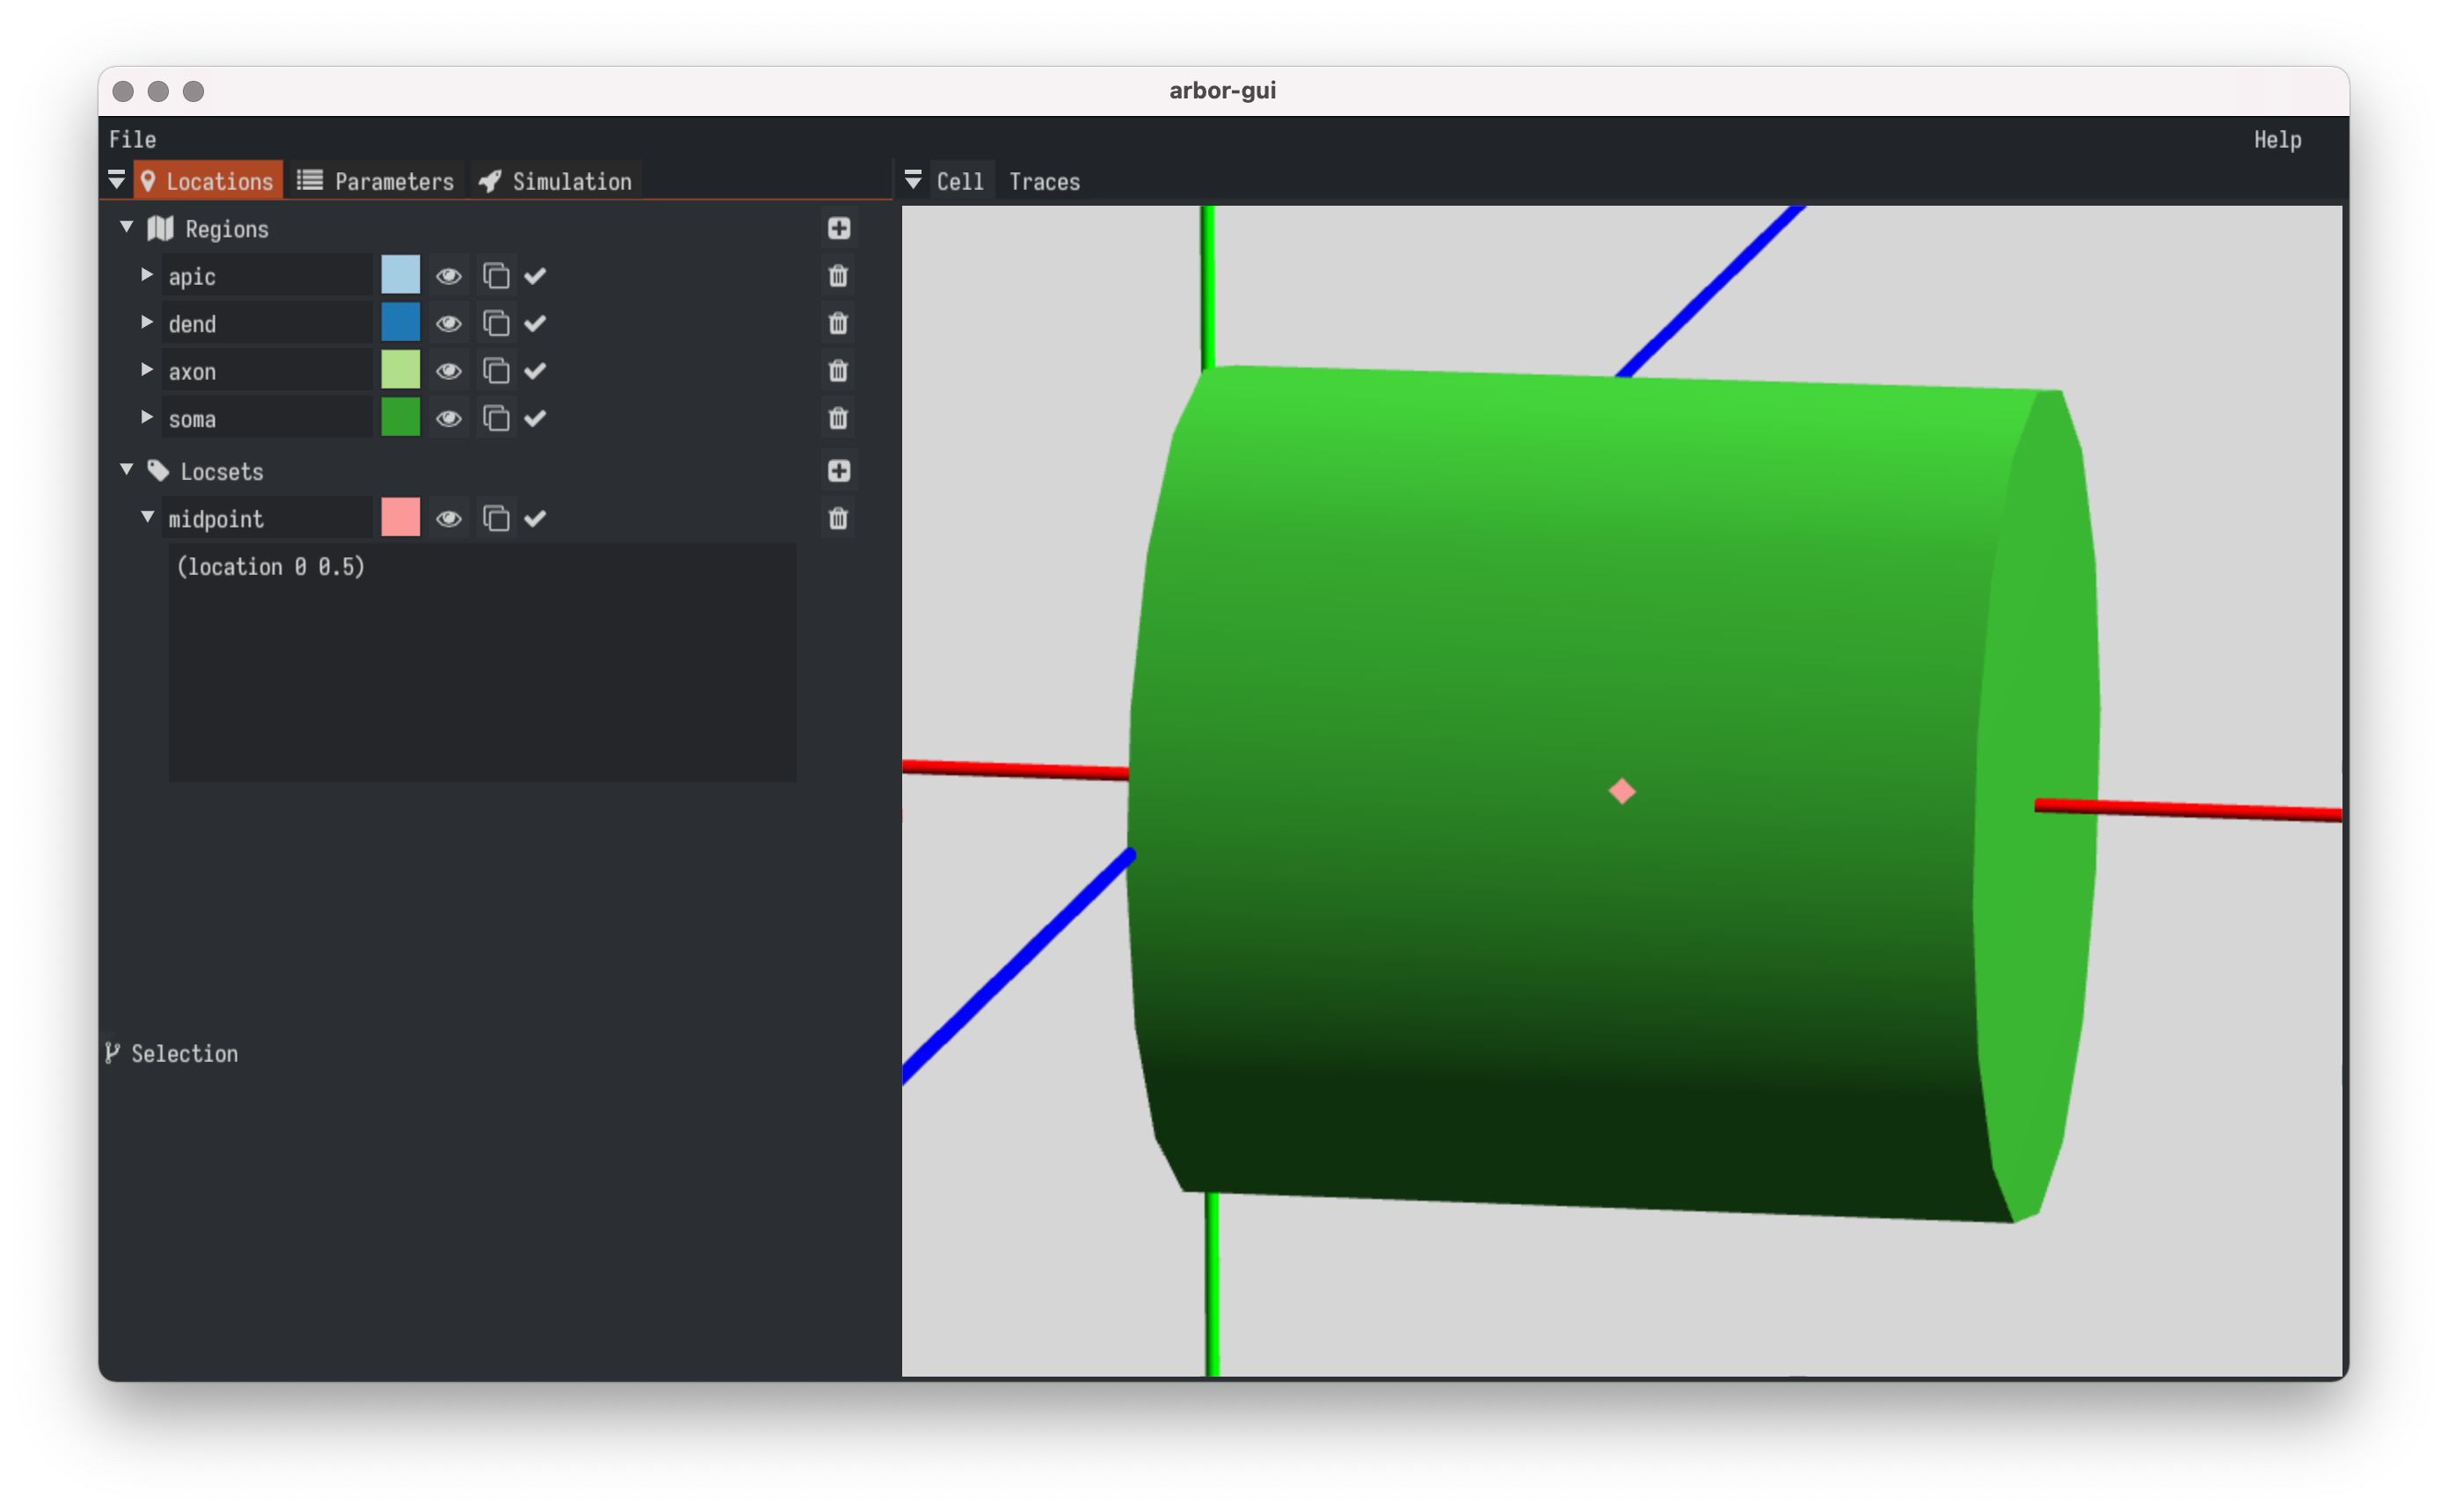 arbor-gui
File Help
Locations Parameters Simulation Cell Traces
Regions
apic
dend
axon
soma
Locsets
midpoint
(location 0 0.5)
Selection